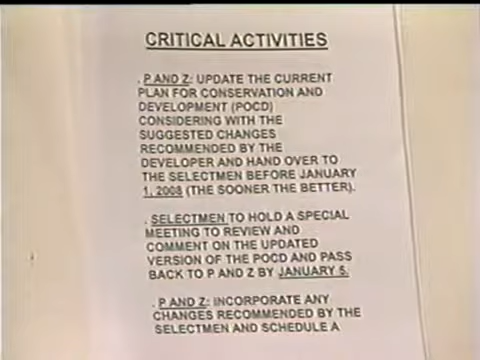 CRITICAL ACTIVITIES
. P AND Z: UPDATE THE CURRENT
PLAN FOR CONSERVATION AND
DEVELOPMENT (POCD)
CONSIDERING WITH THE
SUGGESTED CHANGES
RECOMMENDED BY THE
DEVELOPER AND HAND OVER TO
THE SELECTMEN BEFORE JANUARY
1, 2008 (THE SOONER THE BETTER).
. SELECTMEN TO HOLD A SPECIAL
MEETING TO REVIEW AND
COMMENT ON THE UPDATED
VERSION OF THE POCD AND PASS
BACK TO P AND Z BY JANUARY 5.
. P AND Z: INCORPORATE ANY
CHANGES RECOMMENDED BY THE
SELECTMEN AND SCHEDULE A